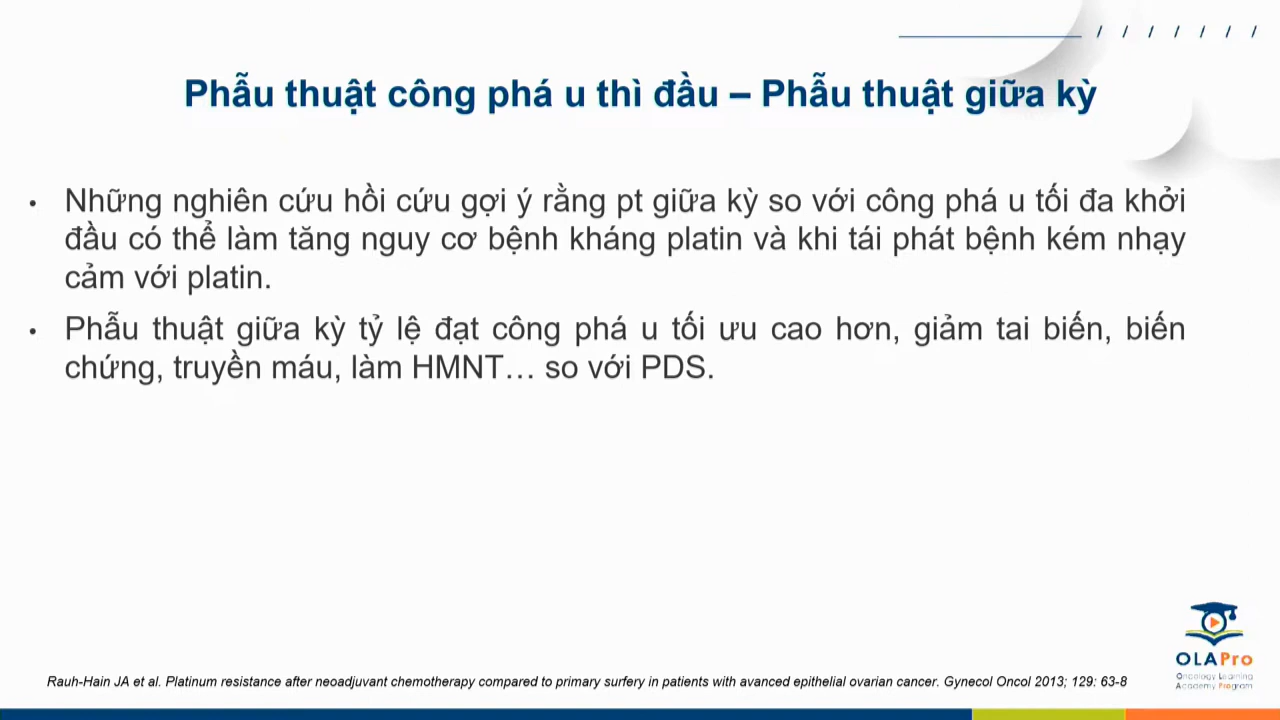 Phẫu thuật công phá u thì đầu – Phẫu thuật giữa kỳ
• Những nghiên cứu hồi cứu gợi ý rằng pt giữa kỳ so với công phá u tối đa khởi
đầu có thể làm tăng nguy cơ bệnh kháng platin và khi tái phát bệnh kém nhạy
cảm với platin.
• Phẫu thuật giữa kỳ tỷ lệ đạt công phá u tối ưu cao hơn, giảm tai biến, biến
chứng, truyền máu, làm HMNT… so với PDS.
Rauh-Hain JA et al. Platinum resistance after neoadjuvant chemotherapy compared to primary surfery in patients with avanced epithelial ovarian cancer. Gynecol Oncol 2013; 129: 63-8
OLAPro
Oncology Learning
Academy Program